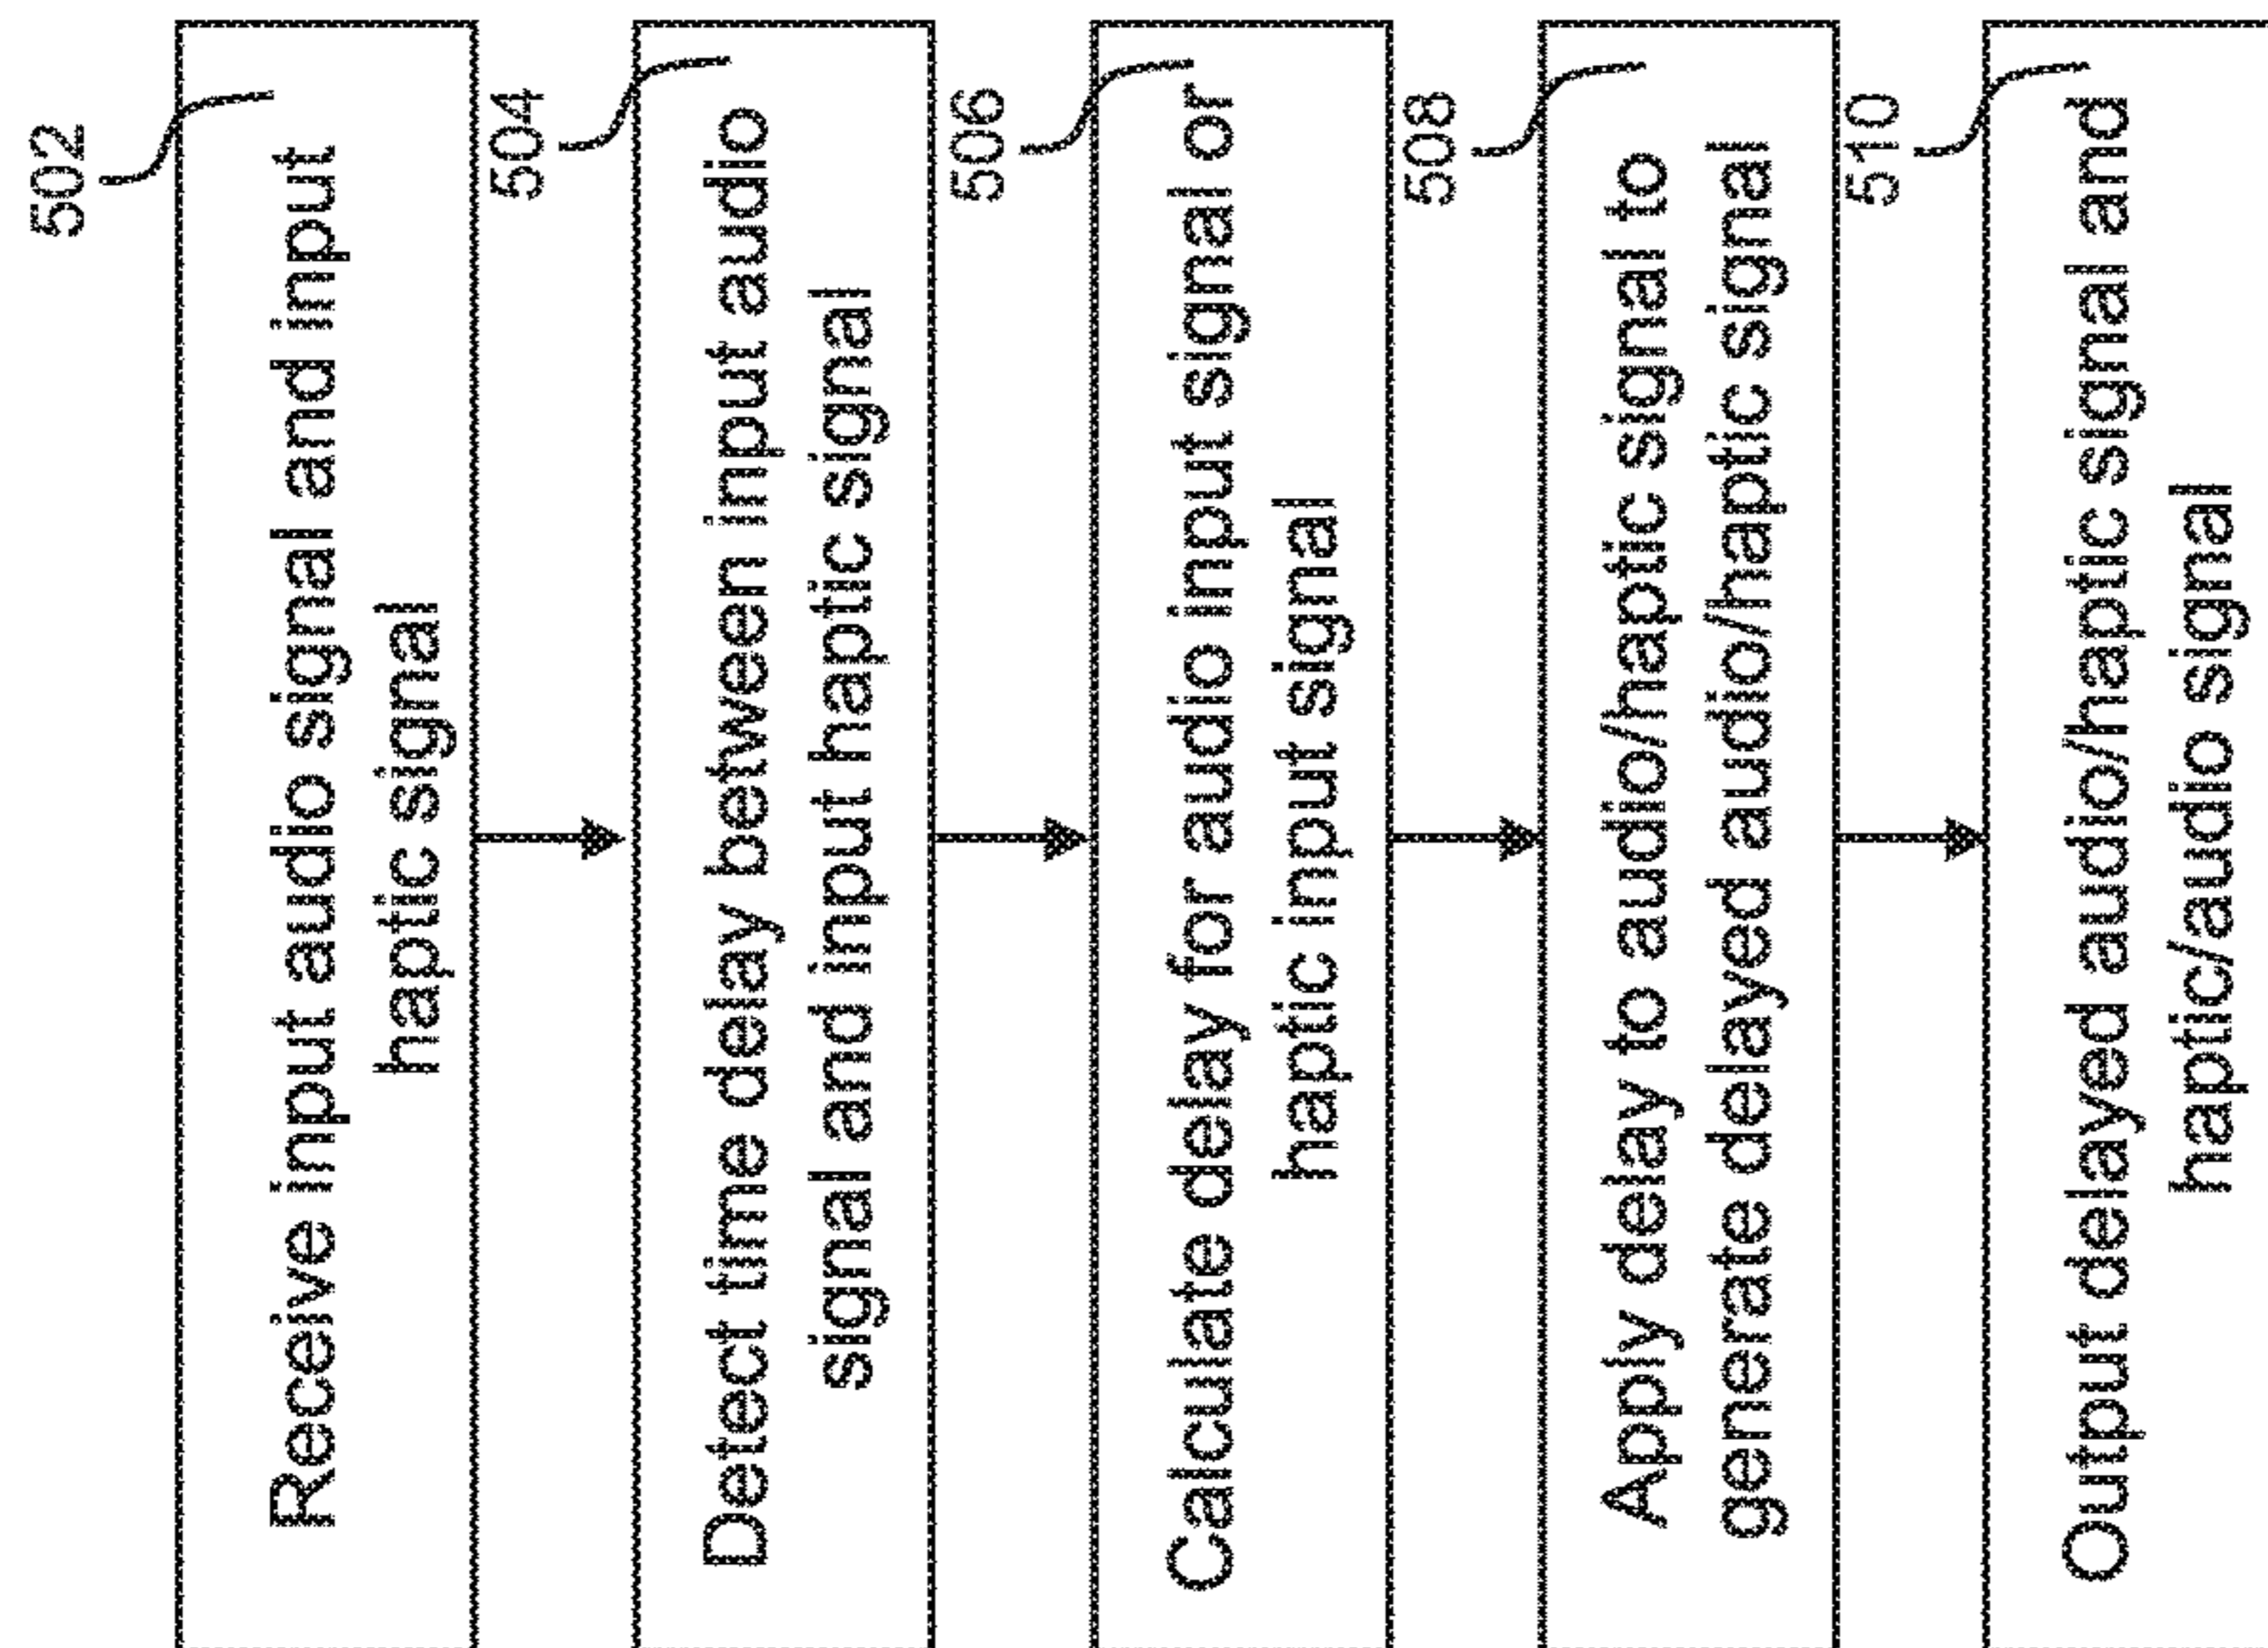 502
Receive input audio signal and input
haptic signal
504
Detect time delay between input audio
signal and input haptic signal
506
Calculate delay for audio input signal or
haptic input signal
508
Apply delay to audio/haptic signal to
generate delayed audio/haptic signal
510
Output delayed audio/haptic signal and
haptic/audio signal